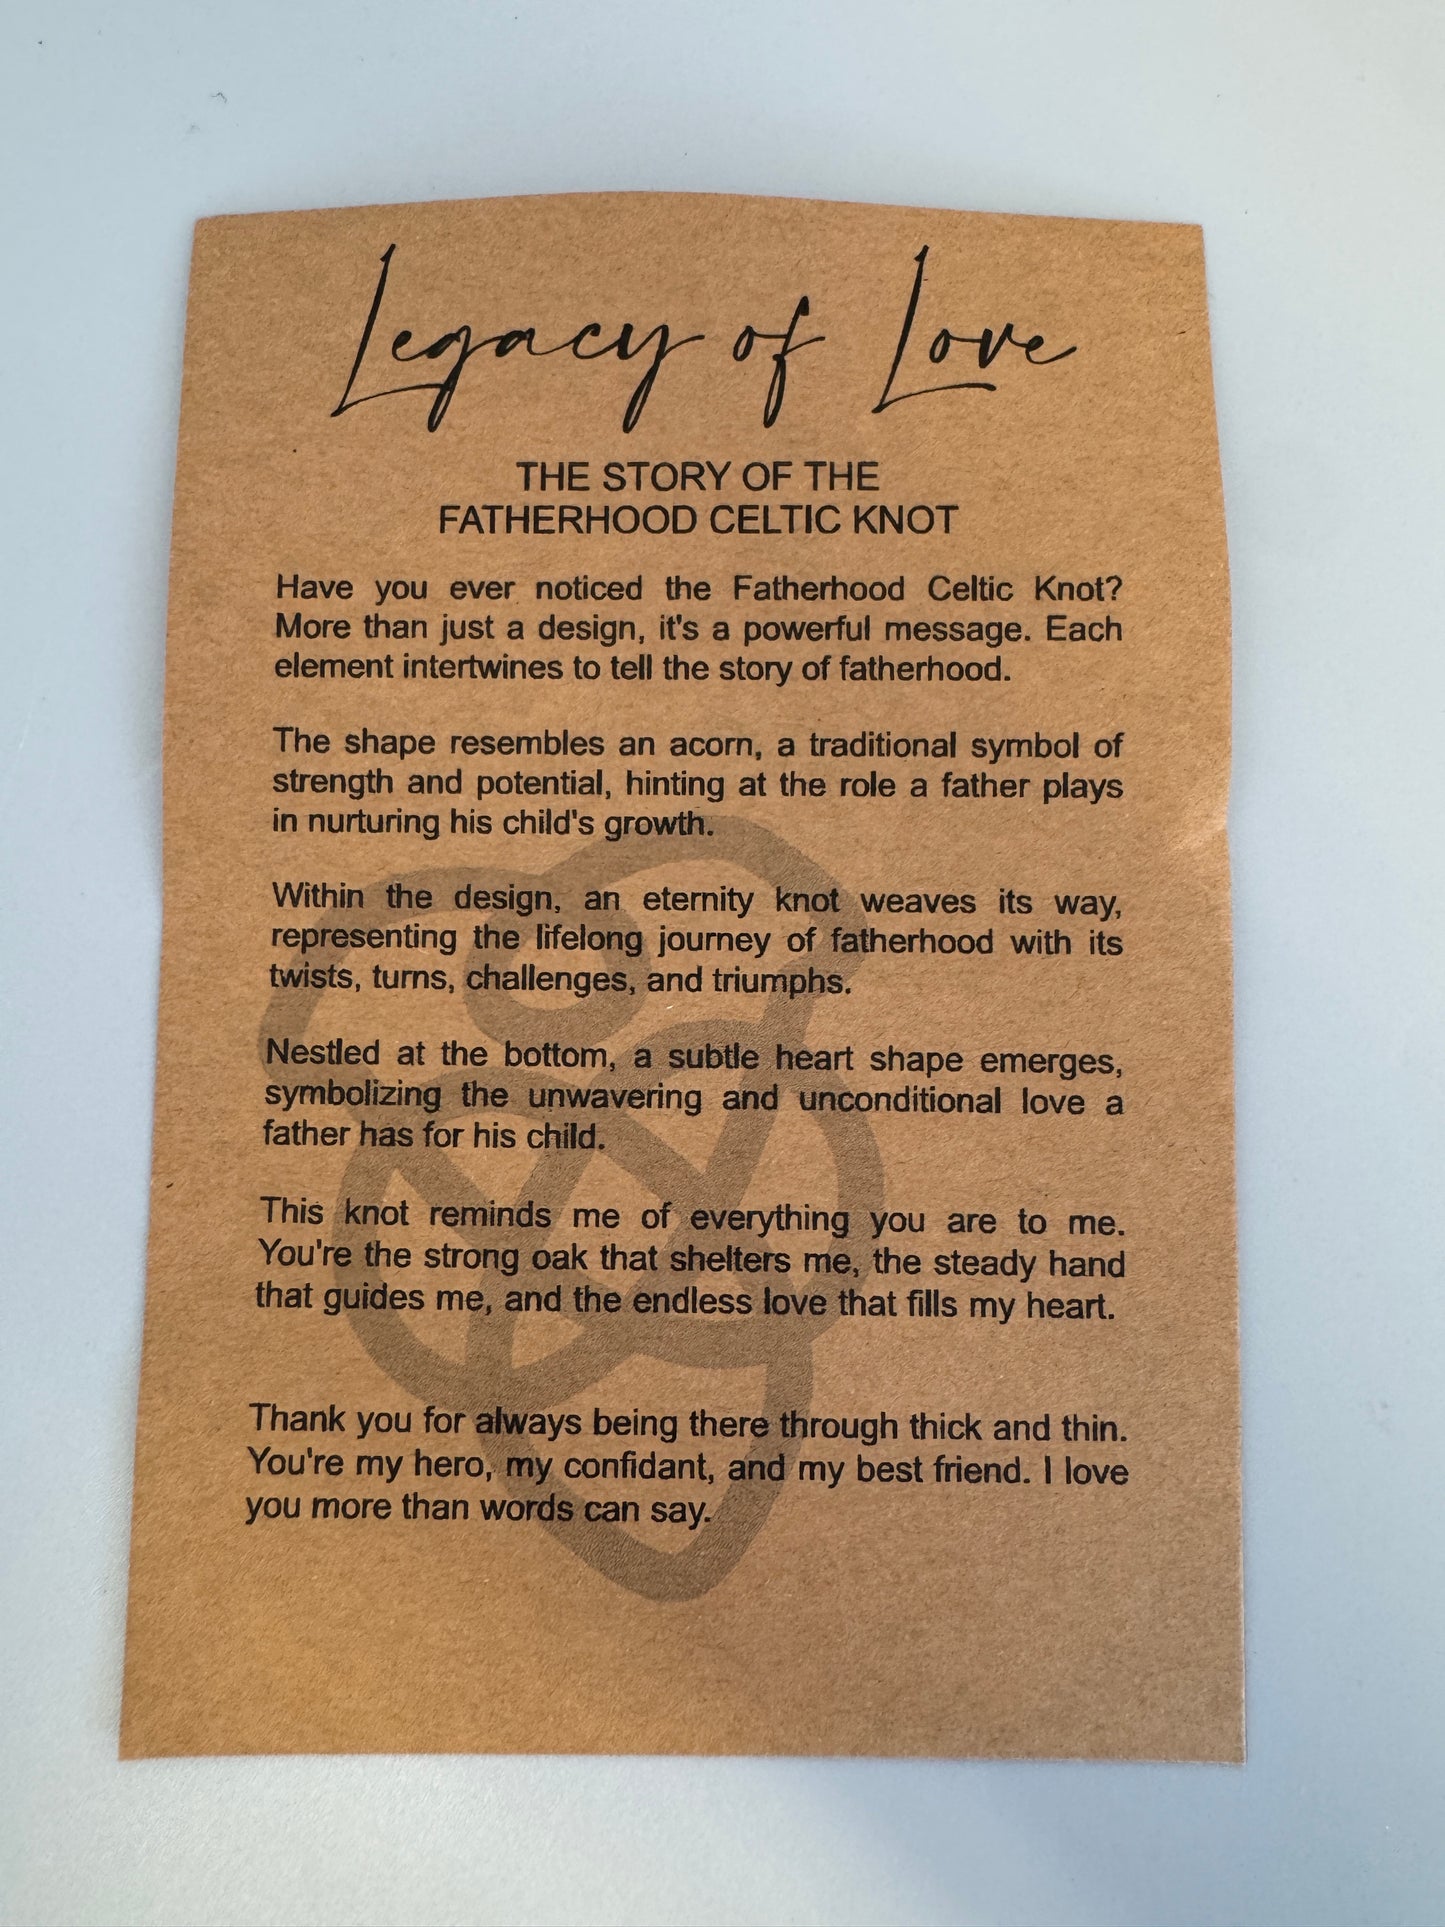 Legacy of Love
THE STORY OF THE
FATHERHOOD CELTIC KNOT
Have you ever noticed the Fatherhood Celtic Knot?
More than just a design, it's a powerful message. Each
element intertwines to tell the story of fatherhood.
The shape resembles an acorn, a traditional symbol of
strength and potential, hinting at the role a father plays
in nurturing his child's growth.
Within the design, an eternity knot weaves its way,
representing the lifelong journey of fatherhood with its
twists, turns, challenges, and triumphs.
Nestled at the bottom, a subtle heart shape emerges,
symbolizing the unwavering and unconditional love a
father has for his child.
This knot reminds me of everything you are to me.
You're the strong oak that shelters me, the steady hand
that guides me, and the endless love that fills my heart.
Thank you for always being there through thick and thin.
You're my hero, my confidant, and my best friend. I love
you more than words can say.